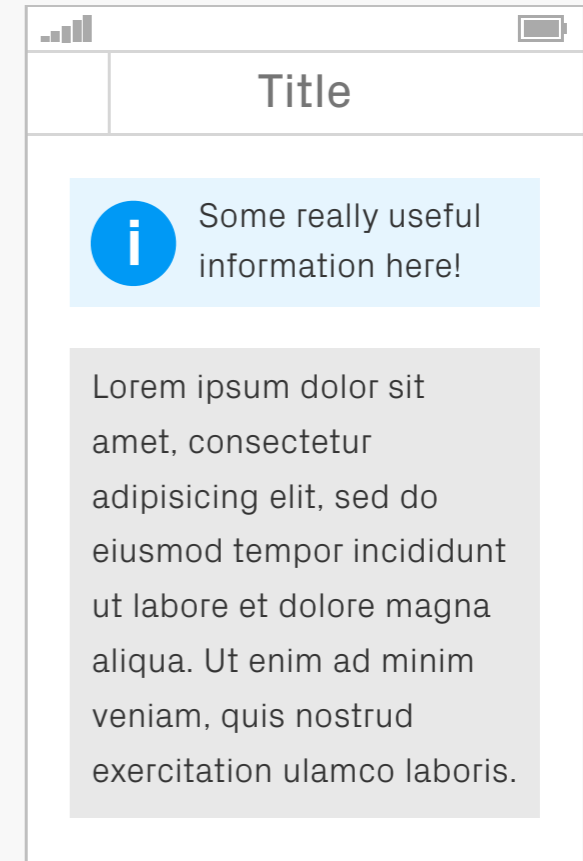 Title
i
Some really useful
information here!
Lorem ipsum dolor sit
amet, consectetur
adipisicing elit, sed do
eiusmod tempor incididunt
ut labore et dolore magna
aliqua. Ut enim ad minim
veniam, quis nostrud
exercitation ulamco laboris.